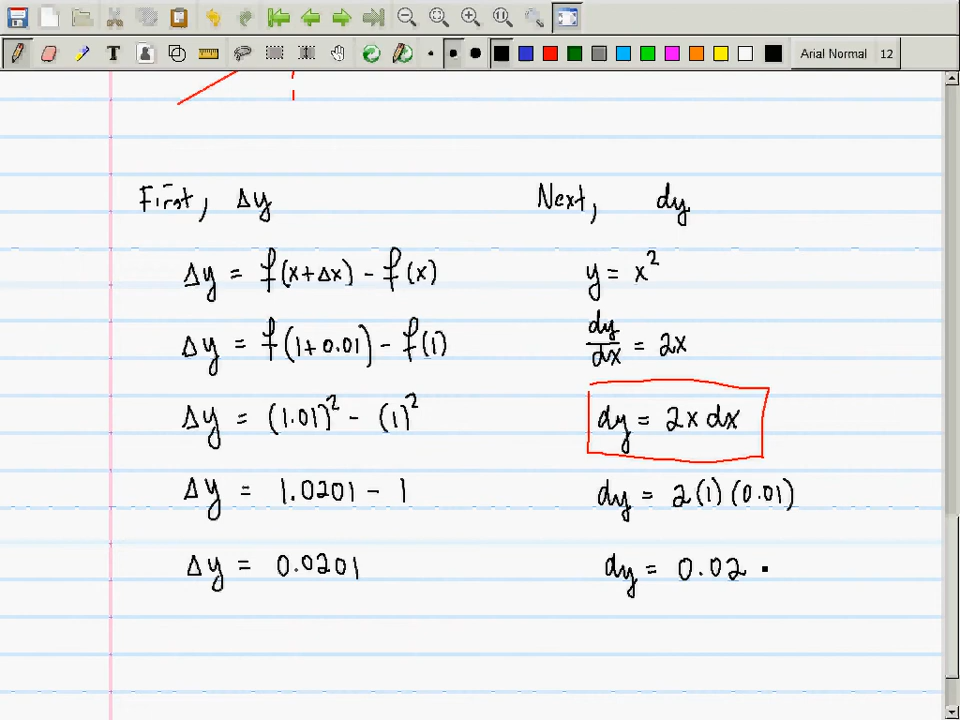 Arial Normal 12
First, Δy
Δy = f(x+Δx) - f(x)
Δy = f(1+0.01) - f(1)
Δy = (1.01)² - (1)²
Δy = 1.0201 - 1
Δy = 0.0201
Next, dy
y = x²
dy/dx = 2x
dy = 2x dx
dy = 2(1)(0.01)
dy = 0.02